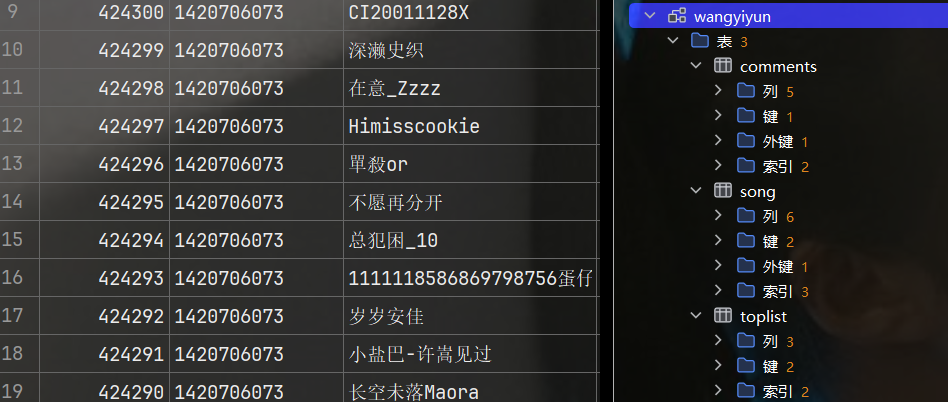 9 424300 1420706073 CI20011128X
10 424299 1420706073 深濑史织
11 424298 1420706073 在意_Zzzz
12 424297 1420706073 Himisscookie
13 424296 1420706073 單殺or
14 424295 1420706073 不愿再分开
15 424294 1420706073 总犯困_10
16 424293 1420706073 1111118586869798756蛋仔
17 424292 1420706073 岁岁安佳
18 424291 1420706073 小盐巴-许嵩见过
19 424290 1420706073 长空未落Maora
wangyiyun
表 3
comments
列 5
键 1
外键 1
索引 2
song
列 6
键 2
外键 1
索引 3
toplist
列 3
键 2
索引 2